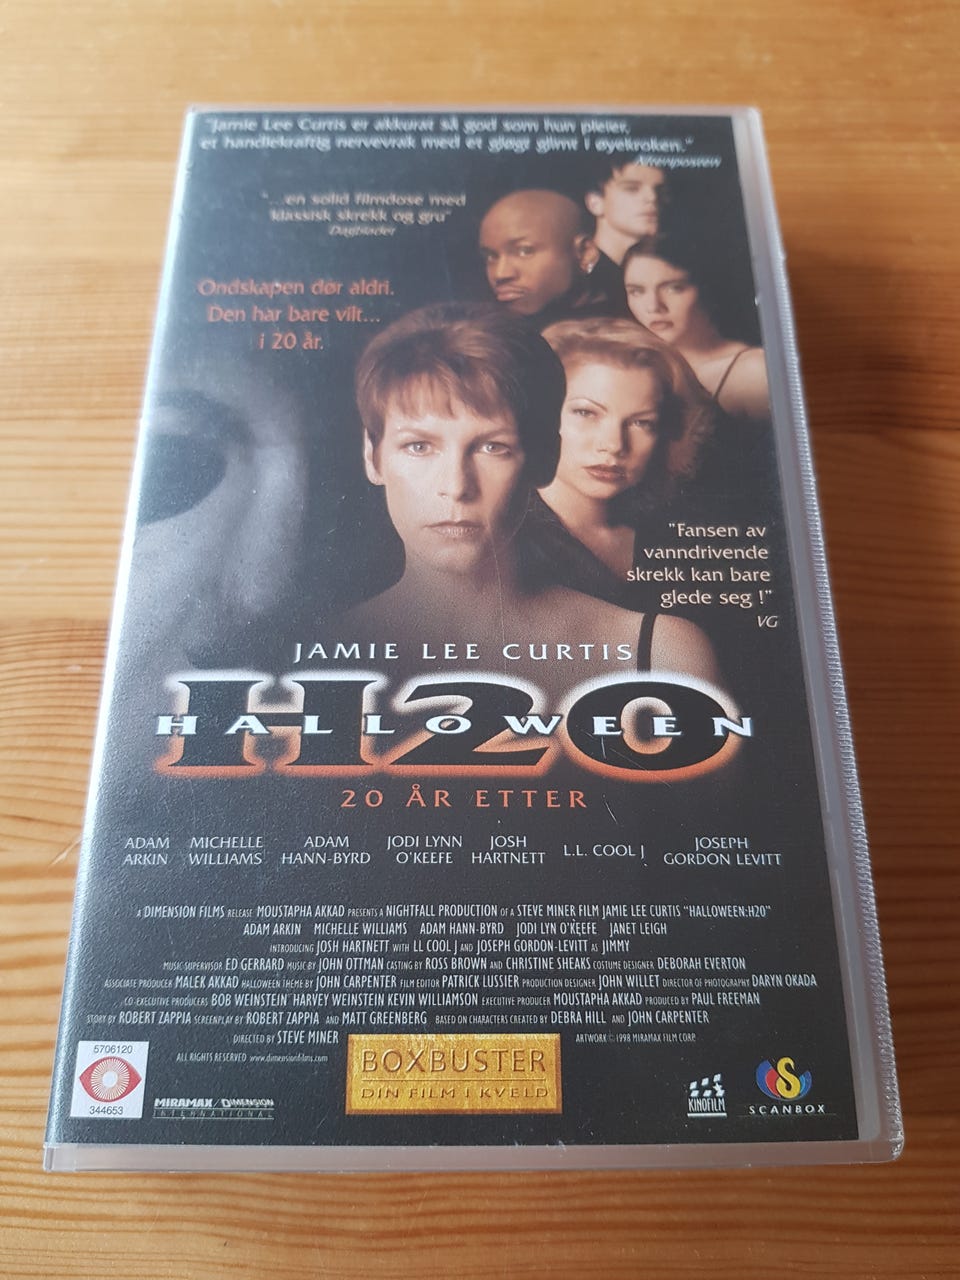 "Jamie Lee Curtis er akkurat så god som hun pleier,
et handlekraftig nervevrak med et gløgt glimt i øyekroken."
Aftenposten
"...en solid filmdose med
klassisk skrekk og gru"
Dagbladet
Ondskapen dør aldri.
Den har bare vilt...
i 20 år.
"Fansen av
vanndrivende
skrekk kan bare
glede seg !"
VG
JAMIE LEE CURTIS
H20
HALLOWEEN
20 ÅR ETTER
ADAM ARKIN
MICHELLE WILLIAMS
ADAM HANN-BYRD
JODI LYNN O'KEEFE
JOSH HARTNETT
L.L. COOL J
JOSEPH GORDON LEVITT
A DIMENSION FILMS RELEASE MOUSTAPHA AKKAD PRESENTS A NIGHTFALL PRODUCTION OF A STEVE MINER FILM JAMIE LEE CURTIS "HALLOWEEN:H20"
ADAM ARKIN MICHELLE WILLIAMS ADAM HANN-BYRD JODI LYN O'KEEFE JANET LEIGH
INTRODUCING JOSH HARTNETT WITH LL COOL J AND JOSEPH GORDON-LEVITT AS JIMMY
MUSIC SUPERVISOR ED GERRARD MUSIC BY JOHN OTTMAN CASTING BY ROSS BROWN AND CHRISTINE SHEAKS COSTUME DESIGNER DEBORAH EVERTON
ASSOCIATE PRODUCER MALEK AKKAD HALLOWEEN THEME BY JOHN CARPENTER FILM EDITOR PATRICK LUSSIER PRODUCTION DESIGNER JOHN WILLET DIRECTOR OF PHOTOGRAPHY DARYN OKADA
CO-EXECUTIVE PRODUCERS BOB WEINSTEIN HARVEY WEINSTEIN KEVIN WILLIAMSON EXECUTIVE PRODUCER MOUSTAPHA AKKAD PRODUCED BY PAUL FREEMAN
STORY BY ROBERT ZAPPIA SCREENPLAY BY ROBERT ZAPPIA AND MATT GREENBERG BASED ON CHARACTERS CREATED BY DEBRA HILL AND JOHN CARPENTER
DIRECTED BY STEVE MINER
ARTWORK ©1998 MIRAMAX FILM CORP.
ALL RIGHTS RESERVED www.dimensionfilms.com
5706120
344653
MIRAMAX/DIMENSION
INTERNATIONAL
BOXBUSTER
DIN FILM I KVELD
KINOFILM
S
SCANBOX